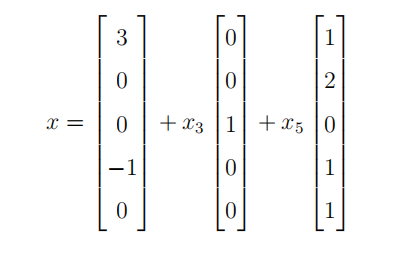 x = [3 0 0 −1 0] + x₃ [0 0 1 0 0] + x₅ [1 2 0 1 1]